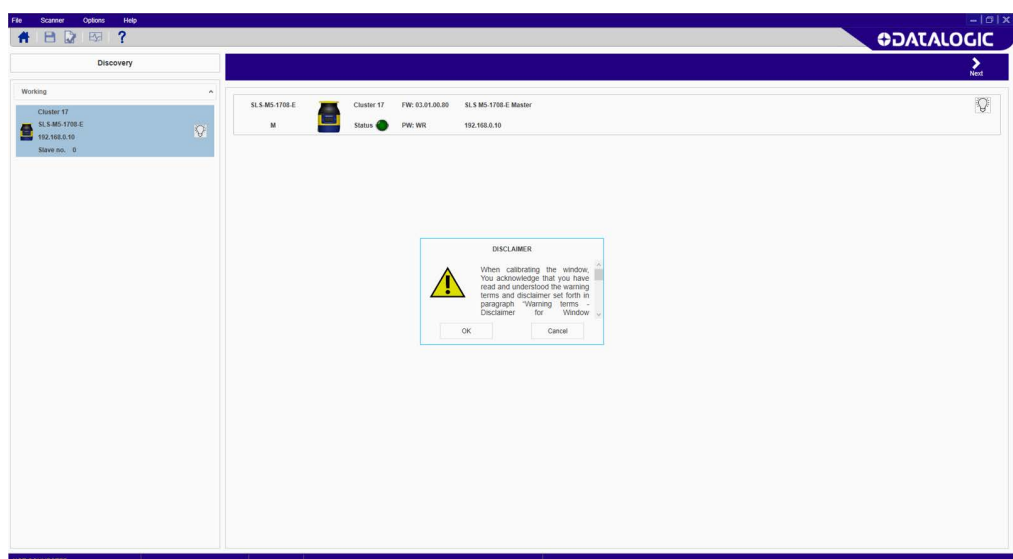 File Scanner Options Help
?
DATALOGIC
Discovery
Next
Working
Cluster 17
SLS-M5-1708-E
192.168.0.10
Slave no. 0
SLS-M5-1708-E Cluster 17 FW: 03.01.00.80 SLS M5-1708-E Master
M Status PW: WR 192.168.0.10
DISCLAIMER
When calibrating the window,
You acknowledge that you have
read and understood the warning
terms and disclaimer set forth in
paragraph "Warning terms -
Disclaimer for Window
OK Cancel